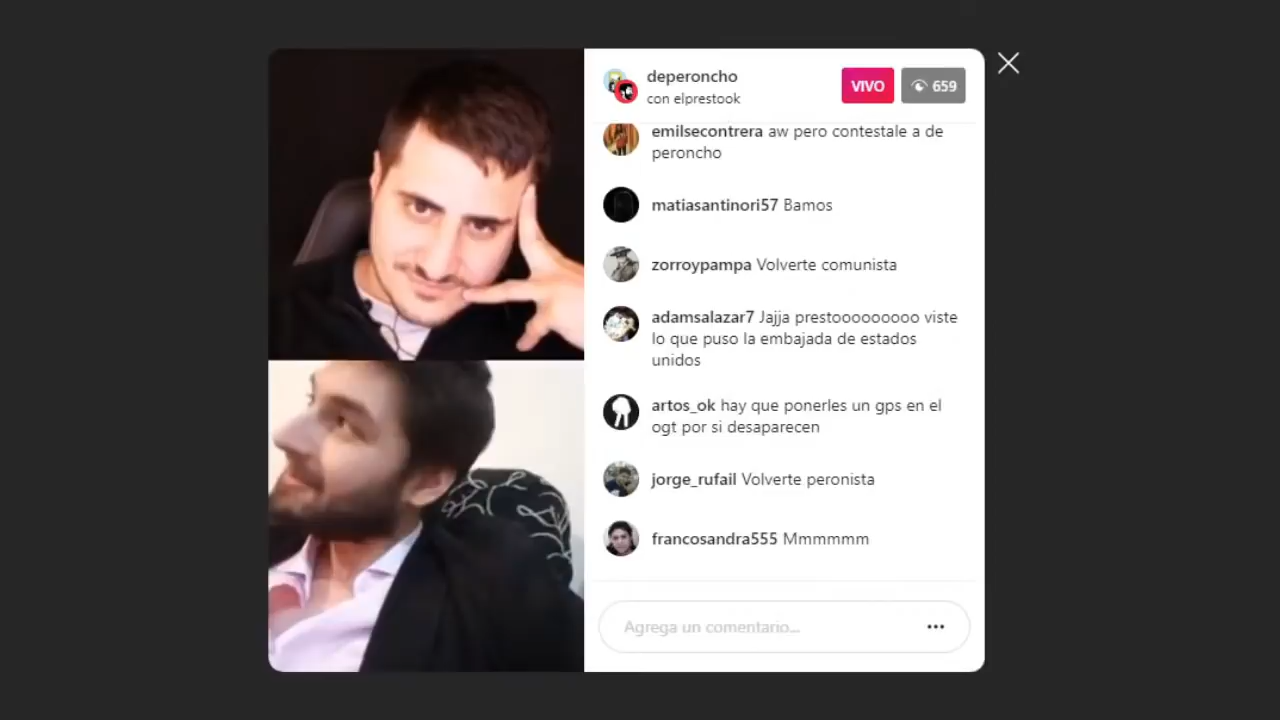 deperoncho
con elprestook
VIVO
659
emilsecontrera aw pero contestale a de
peroncho
matiasantinori57 Bamos
zorroypampa Volverte comunista
adamsalazar7 Jajja prestooooooooo viste
lo que puso la embajada de estados
unidos
artos_ok hay que ponerles un gps en el
ogt por si desaparecen
jorge_rufail Volverte peronista
francosandra555 Mmmmmm
Agrega un comentario...